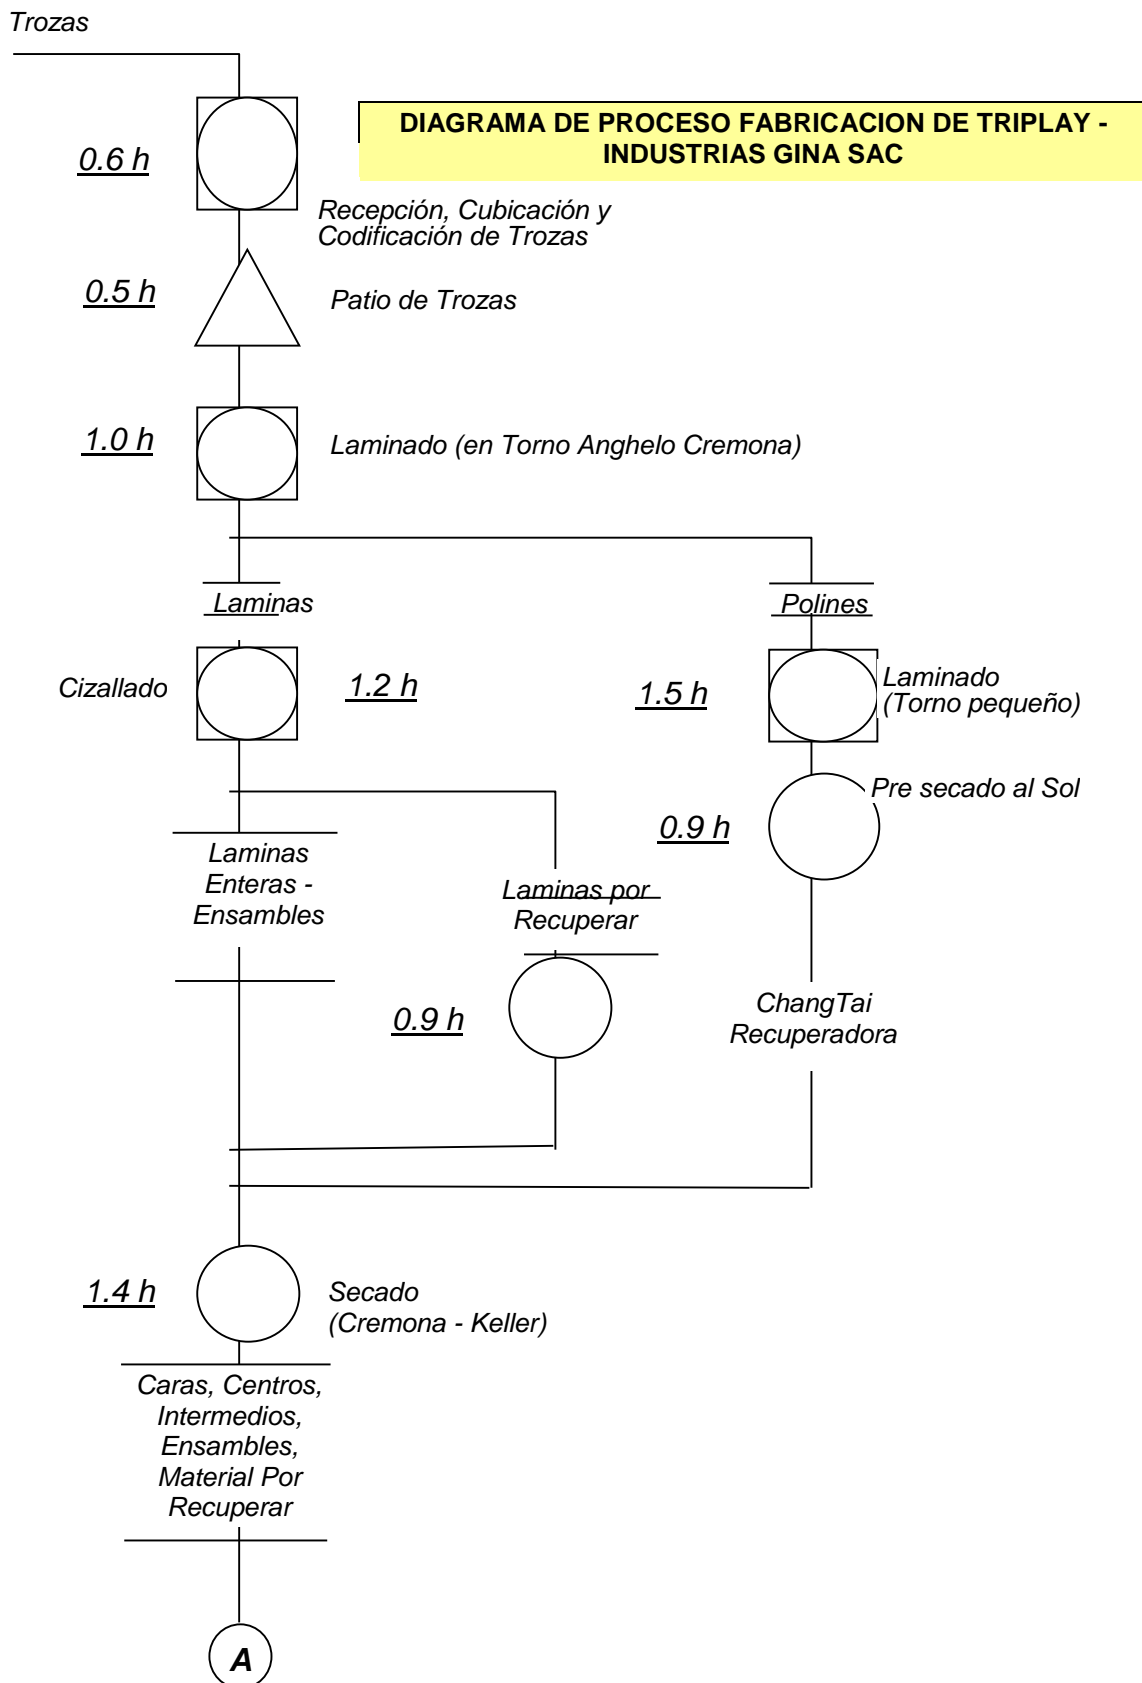 Trozas
DIAGRAMA DE PROCESO FABRICACION DE TRIPLAY -
INDUSTRIAS GINA SAC
0.6 h
Recepción, Cubicación y
Codificación de Trozas
0.5 h
Patio de Trozas
1.0 h
Laminado (en Torno Anghelo Cremona)
Laminas
Polines
Cizallado
1.2 h
1.5 h
Laminado
(Torno pequeño)
Pre secado al Sol
0.9 h
Laminas
Enteras -
Ensambles
Laminas por
Recuperar
0.9 h
ChangTai
Recuperadora
1.4 h
Secado
(Cremona - Keller)
Caras, Centros,
Intermedios,
Ensambles,
Material Por
Recuperar
A